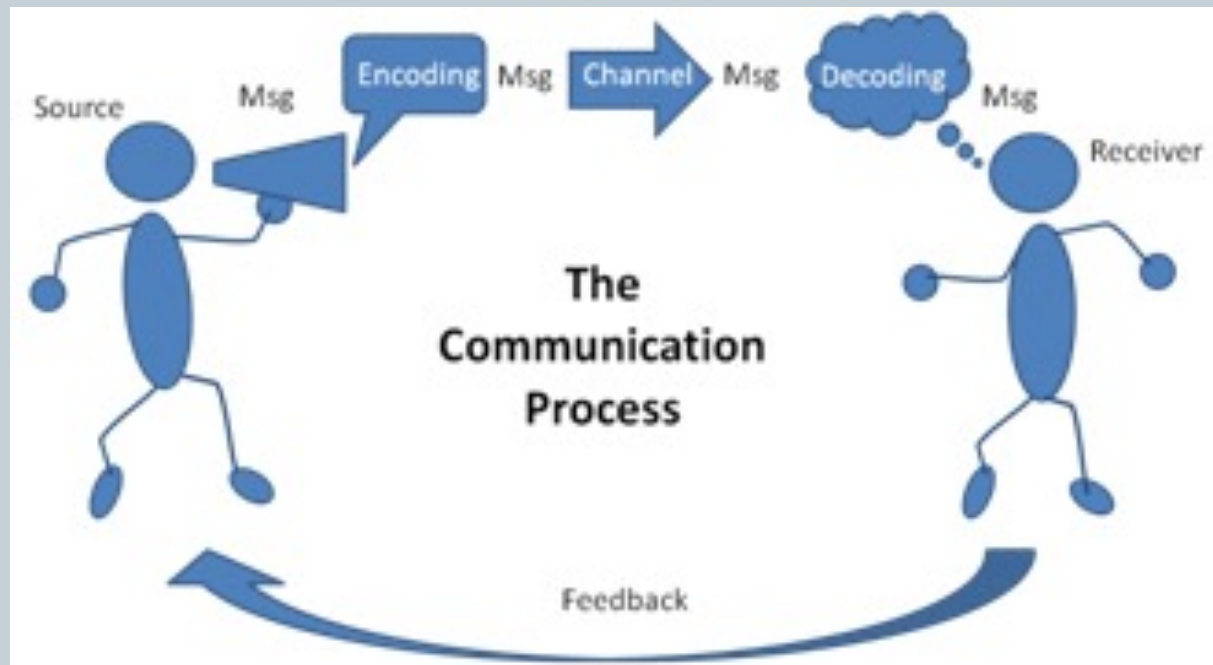 Source
Msg
Encoding
Msg
Channel
Msg
Decoding
Msg
Receiver
The
Communication
Process
Feedback